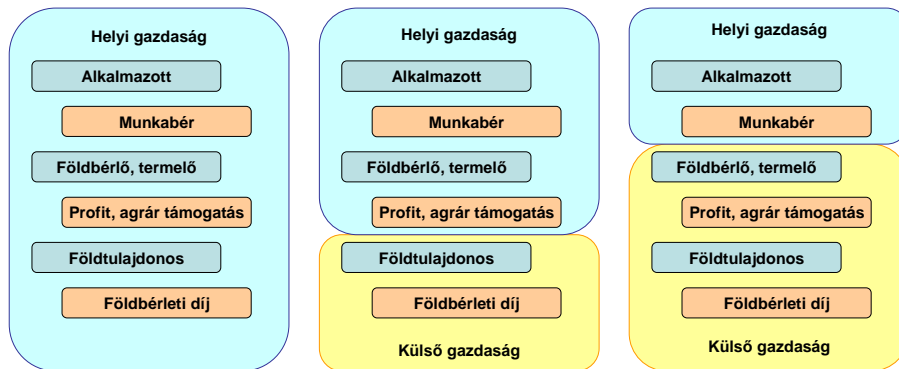 Helyi gazdaság
Alkalmazott
Munkabér
Földbérlő, termelő
Profit, agrár támogatás
Földtulajdonos
Földbérleti díj
Helyi gazdaság
Alkalmazott
Munkabér
Földbérlő, termelő
Profit, agrár támogatás
Földtulajdonos
Földbérleti díj
Külső gazdaság
Helyi gazdaság
Alkalmazott
Munkabér
Földbérlő, termelő
Profit, agrár támogatás
Földtulajdonos
Földbérleti díj
Külső gazdaság